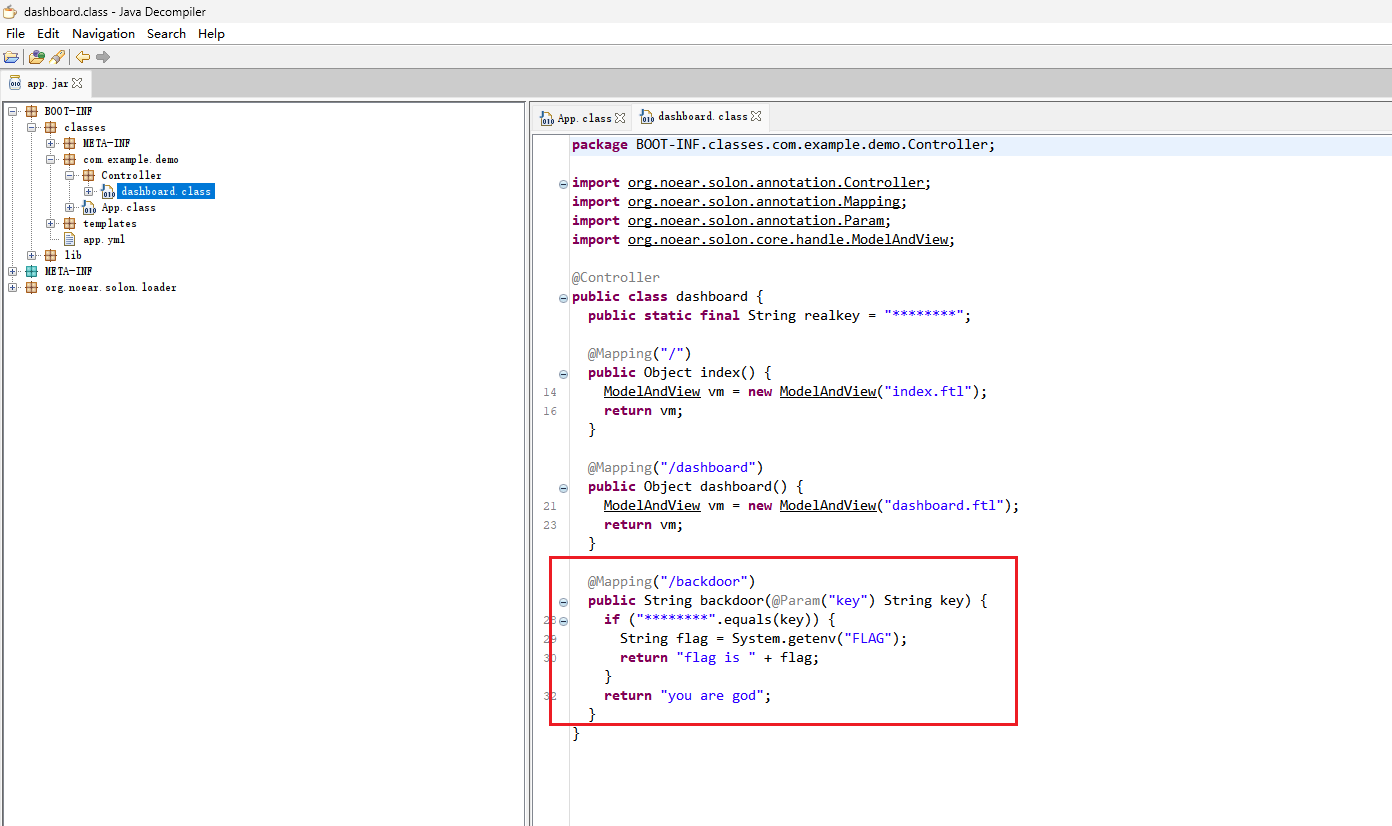 dashboard.class - Java Decompiler
File Edit Navigation Search Help
app.jar
BOOT-INF
classes
META-INF
com.example.demo
Controller
dashboard.class
App.class
templates
app.yml
lib
META-INF
org.noear.solon.loader
App.class dashboard.class
package BOOT-INF.classes.com.example.demo.Controller;
import org.noear.solon.annotation.Controller;
import org.noear.solon.annotation.Mapping;
import org.noear.solon.annotation.Param;
import org.noear.solon.core.handle.ModelAndView;
@Controller
public class dashboard {
public static final String realkey = "********";
@Mapping("/")
public Object index() {
14 ModelAndView vm = new ModelAndView("index.ftl");
16 return vm;
}
@Mapping("/dashboard")
public Object dashboard() {
21 ModelAndView vm = new ModelAndView("dashboard.ftl");
23 return vm;
}
@Mapping("/backdoor")
public String backdoor(@Param("key") String key) {
28 if ("********".equals(key)) {
29 String flag = System.getenv("FLAG");
30 return "flag is " + flag;
}
32 return "you are god";
}
}